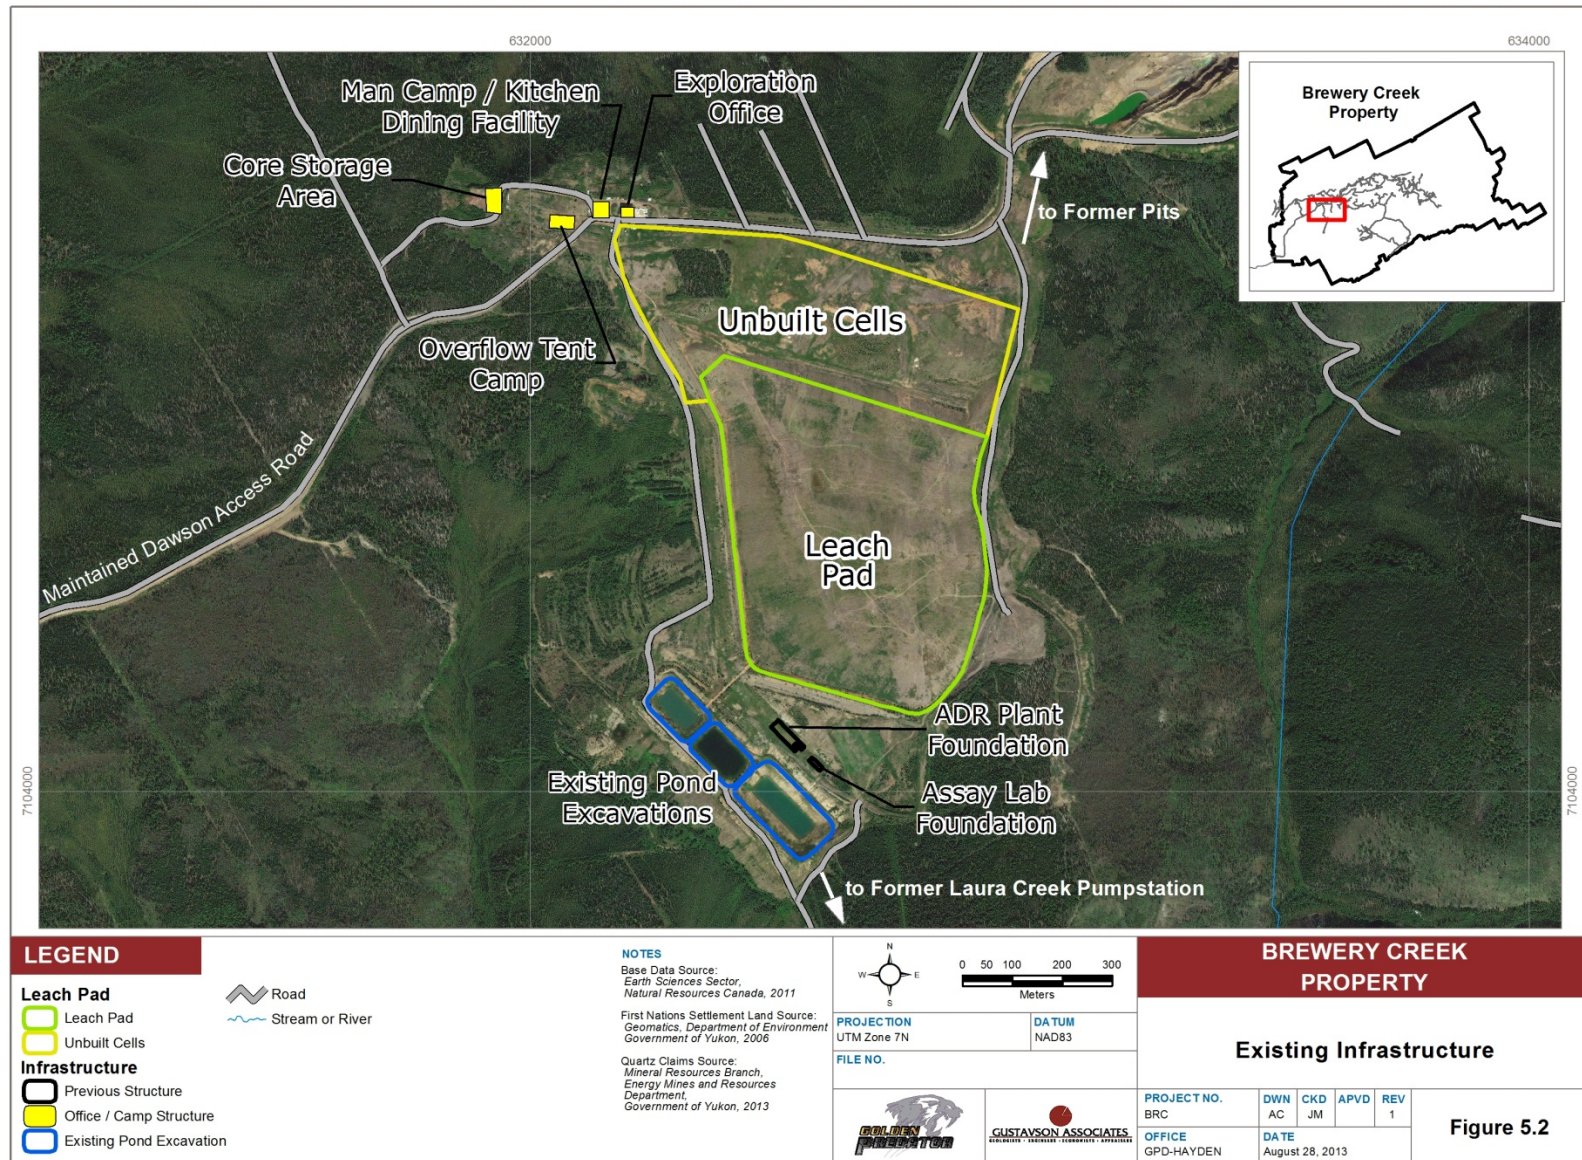 632000
634000
Man Camp / Kitchen
Dining Facility
Exploration
Office
Core Storage
Area
to Former Pits
Brewery Creek
Property
Unbuilt Cells
Overflow Tent
Camp
Maintained Dawson Access Road
Leach
Pad
ADR Plant
Foundation
Existing Pond
Excavations
Assay Lab
Foundation
7104000
7104000
to Former Laura Creek Pumpstation
LEGEND
Leach Pad
Leach Pad
Unbuilt Cells
Infrastructure
Previous Structure
Office / Camp Structure
Existing Pond Excavation
Road
Stream or River
NOTES
Base Data Source:
Earth Sciences Sector,
Natural Resources Canada, 2011
First Nations Settlement Land Source:
Geomatics, Department of Environment
Government of Yukon, 2006
Quartz Claims Source:
Mineral Resources Branch,
Energy Mines and Resources
Department,
Government of Yukon, 2013
N
W E
S
0 50 100 200 300
Meters
PROJECTION
UTM Zone 7N
DATUM
NAD83
FILE NO.
GOLDEN
PREDATOR
GUSTAVSON ASSOCIATES
GEOLOGISTS • ENGINEERS • ECONOMISTS • APPRAISERS
BREWERY CREEK
PROPERTY
Existing Infrastructure
PROJECT NO.
BRC
DWN
AC
CKD
JM
APVD
REV
1
OFFICE
GPD-HAYDEN
DATE
August 28, 2013
Figure 5.2